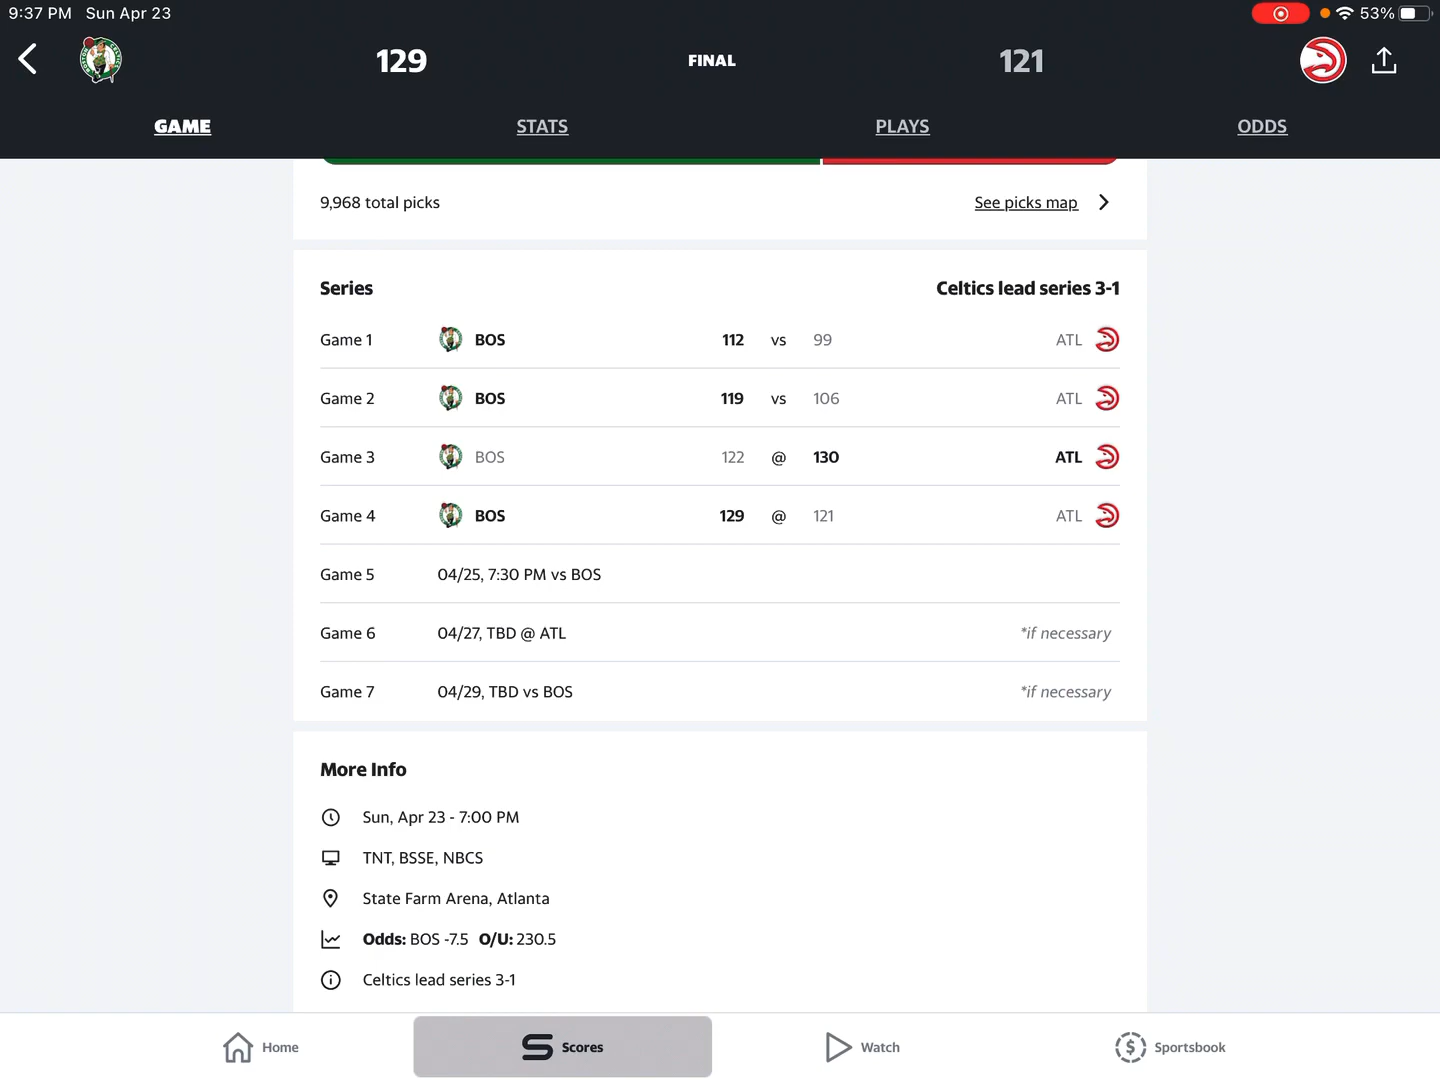 9:37 PM Sun Apr 23 53%
129 FINAL 121
GAME STATS PLAYS ODDS
9,968 total picks See picks map
Series Celtics lead series 3-1
Game 1 BOS 112 vs 99 ATL
Game 2 BOS 119 vs 106 ATL
Game 3 BOS 122 @ 130 ATL
Game 4 BOS 129 @ 121 ATL
Game 5 04/25, 7:30 PM vs BOS
Game 6 04/27, TBD @ ATL *if necessary
Game 7 04/29, TBD vs BOS *if necessary
More Info
Sun, Apr 23 - 7:00 PM
TNT, BSSE, NBCS
State Farm Arena, Atlanta
Odds: BOS -7.5 O/U: 230.5
Celtics lead series 3-1
Home Scores Watch Sportsbook